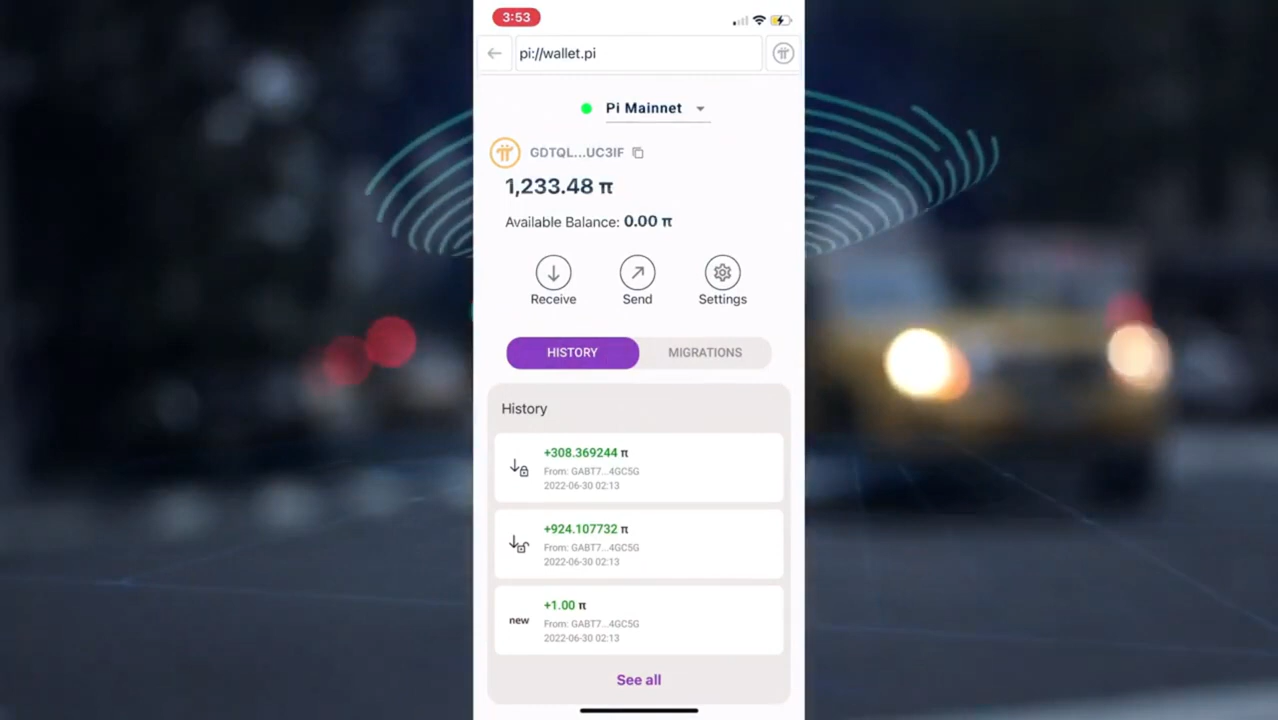 3:53
pi://wallet.pi
Pi Mainnet
GDTQL...UC3IF
1,233.48 π
Available Balance: 0.00 π
Receive Send Settings
HISTORY MIGRATIONS
History
+308.369244 π
From: GABT7...4GC5G
2022-06-30 02:13
+924.107732 π
From: GABT7...4GC5G
2022-06-30 02:13
new
+1.00 π
From: GABT7...4GC5G
2022-06-30 02:13
See all